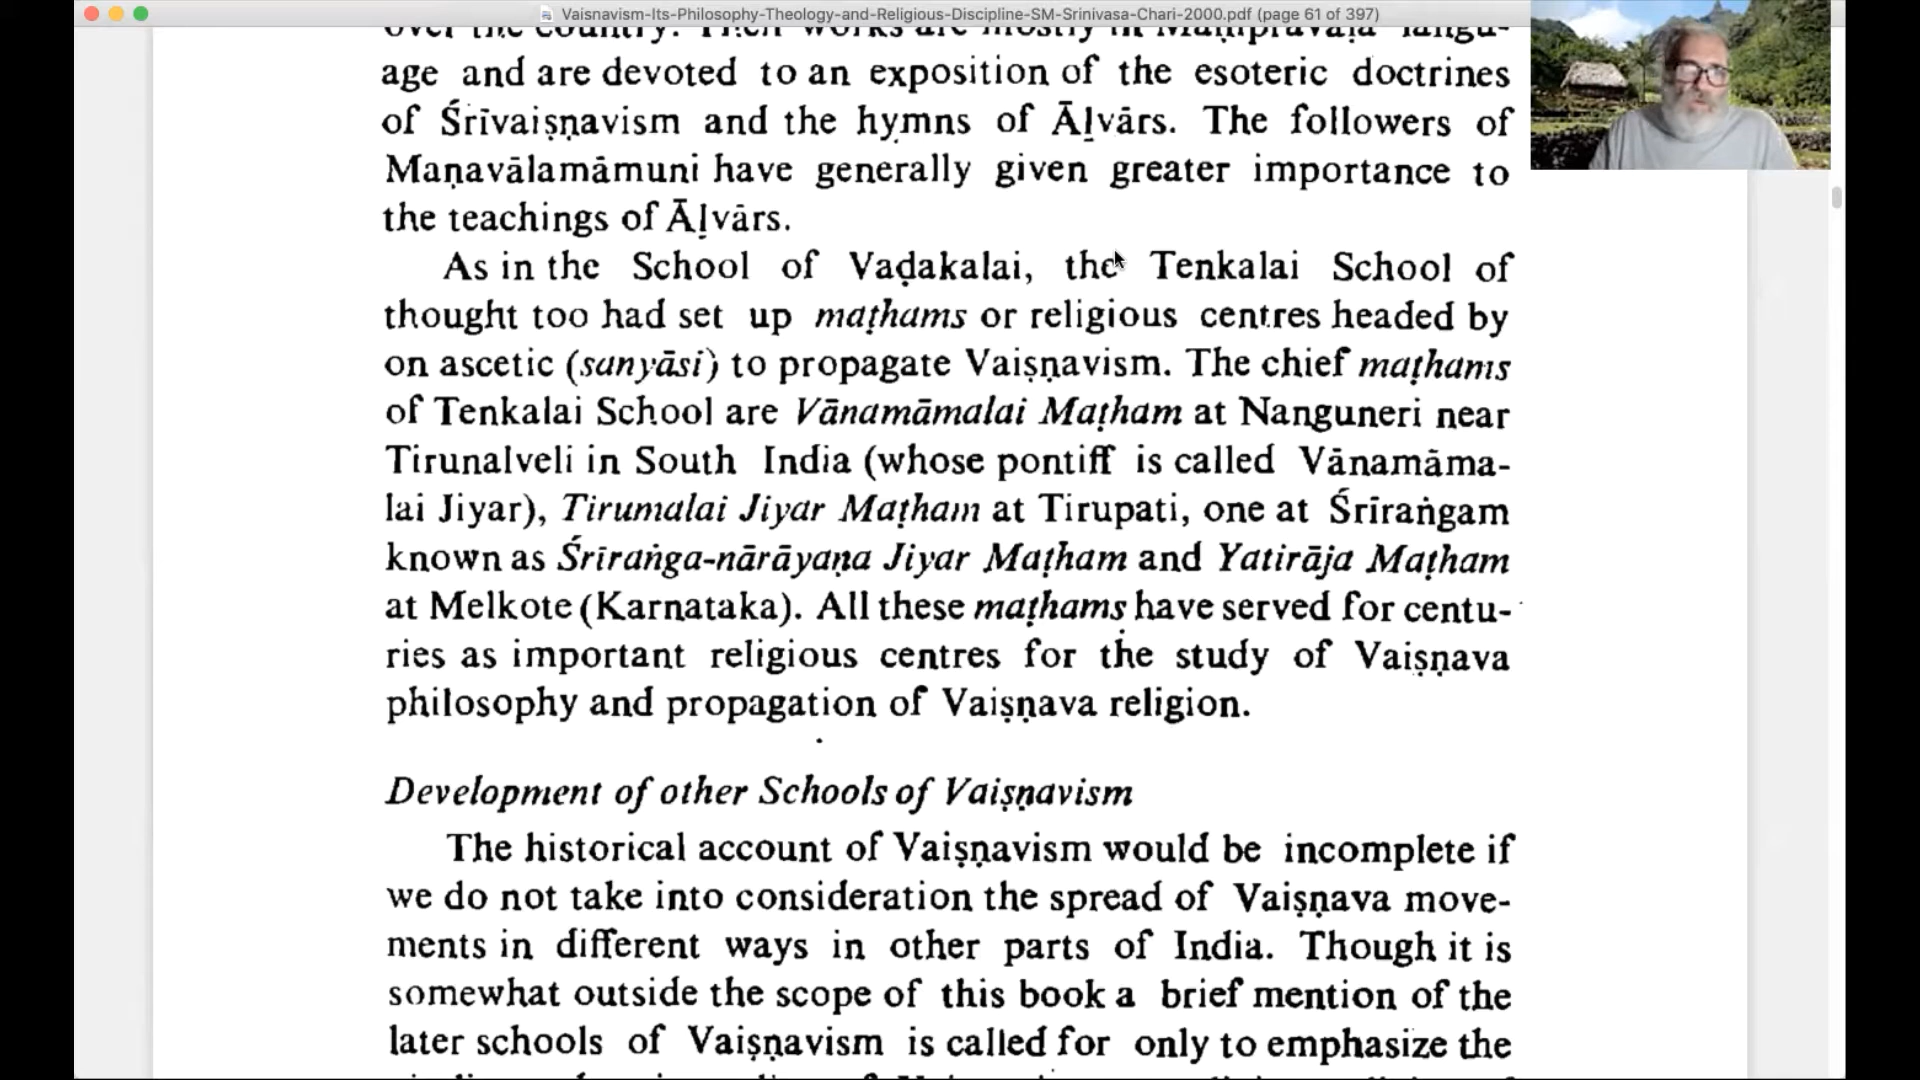 Vaisnavism-Its-Philosophy-Theology-and-Religious-Discipline-SM-Srinivasa-Chari-2000.pdf (page 61 of 397)
over the country. Their works are mostly in Maṇipravāḷa langu-
age and are devoted to an exposition of the esoteric doctrines
of Śrīvaiṣṇavism and the hymns of Āḻvārs. The followers of
Maṇavālamāmuni have generally given greater importance to
the teachings of Āḻvārs.
As in the School of Vaḍakalai, the Tenkalai School of
thought too had set up maṭhams or religious centres headed by
on ascetic (sanyāsi) to propagate Vaiṣṇavism. The chief maṭhams
of Tenkalai School are Vānamāmalai Maṭham at Nanguneri near
Tirunalveli in South India (whose pontiff is called Vānamāma-
lai Jiyar), Tirumalai Jiyar Maṭham at Tirupati, one at Śrīraṅgam
known as Śrīraṅga-nārāyaṇa Jiyar Maṭham and Yatirāja Maṭham
at Melkote (Karnataka). All these maṭhams have served for centu-
ries as important religious centres for the study of Vaiṣṇava
philosophy and propagation of Vaiṣṇava religion.
Development of other Schools of Vaiṣṇavism
The historical account of Vaiṣṇavism would be incomplete if
we do not take into consideration the spread of Vaiṣṇava move-
ments in different ways in other parts of India. Though it is
somewhat outside the scope of this book a brief mention of the
later schools of Vaiṣṇavism is called for only to emphasize the